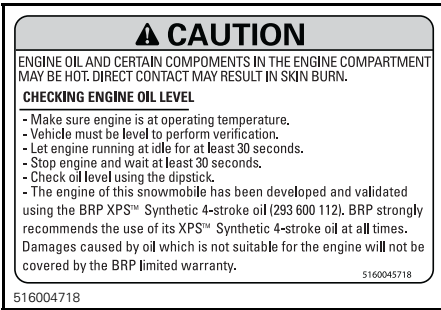 CAUTION
ENGINE OIL AND CERTAIN COMPOMENTS IN THE ENGINE COMPARTMENT
MAY BE HOT. DIRECT CONTACT MAY RESULT IN SKIN BURN.
CHECKING ENGINE OIL LEVEL
- Make sure engine is at operating temperature.
- Vehicle must be level to perform verification.
- Let engine running at idle for at least 30 seconds.
- Stop engine and wait at least 30 seconds.
- Check oil level using the dipstick.
- The engine of this snowmobile has been developed and validated
using the BRP XPS™ Synthetic 4-stroke oil (293 600 112). BRP strongly
recommends the use of its XPS™ Synthetic 4-stroke oil at all times.
Damages caused by oil which is not suitable for the engine will not be
covered by the BRP limited warranty.
5160045718
516004718